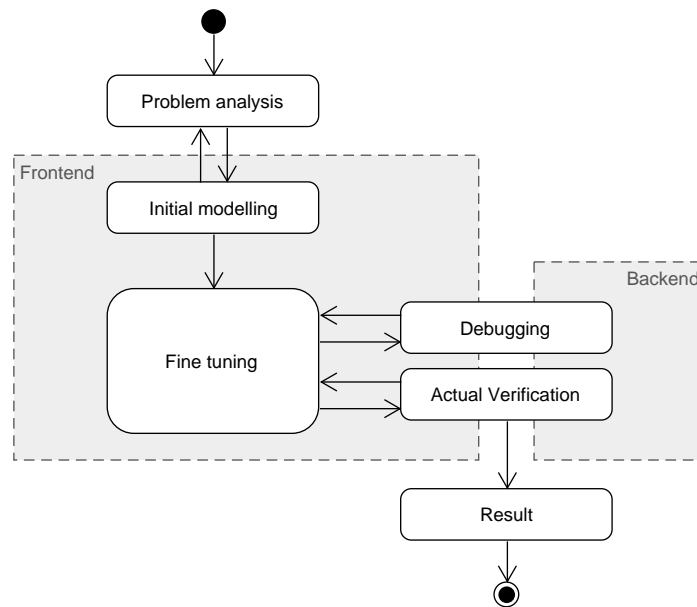 Problem analysis
Frontend
Initial modelling
Backend
Debugging
Fine tuning
Actual Verification
Result